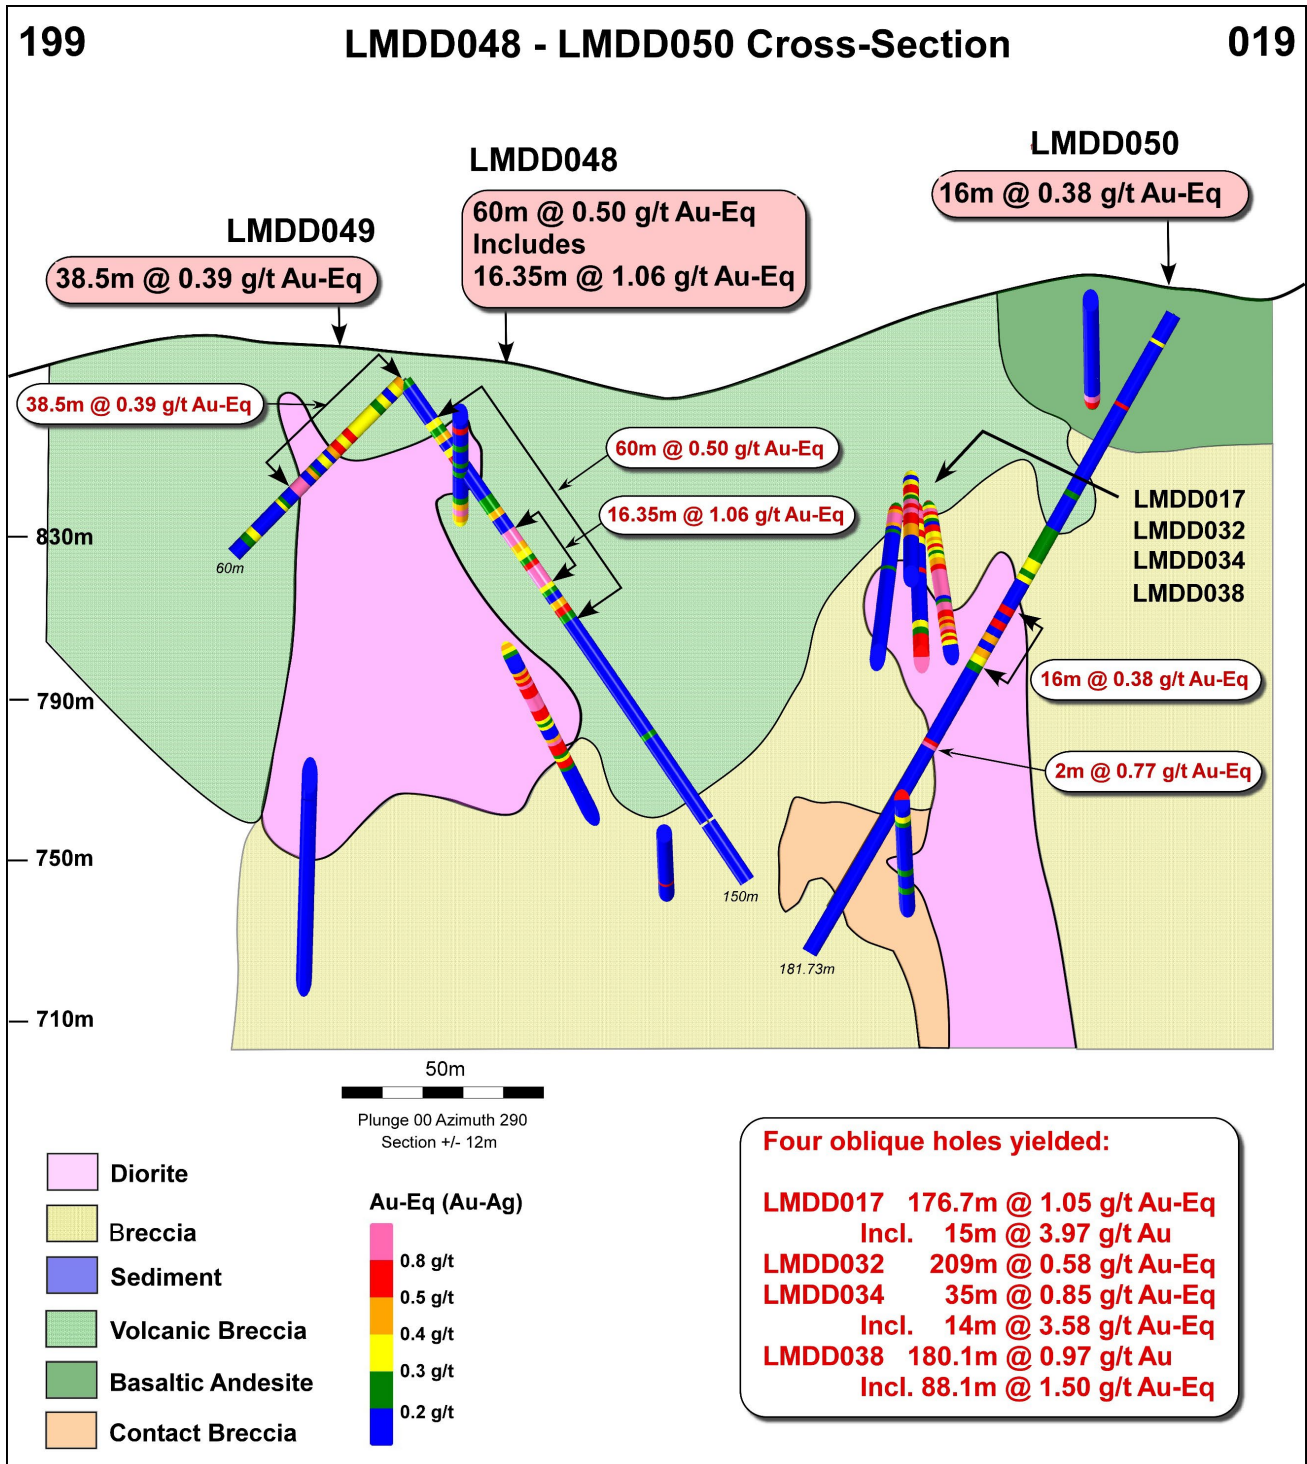 199
LMDD048 - LMDD050 Cross-Section
019
LMDD050
16m @ 0.38 g/t Au-Eq
LMDD048
60m @ 0.50 g/t Au-Eq
Includes
16.35m @ 1.06 g/t Au-Eq
LMDD049
38.5m @ 0.39 g/t Au-Eq
38.5m @ 0.39 g/t Au-Eq
60m @ 0.50 g/t Au-Eq
16.35m @ 1.06 g/t Au-Eq
LMDD017
LMDD032
LMDD034
LMDD038
830m
60m
16m @ 0.38 g/t Au-Eq
790m
2m @ 0.77 g/t Au-Eq
750m
150m
181.73m
710m
50m
Plunge 00 Azimuth 290
Section +/- 12m
Diorite
Breccia
Sediment
Volcanic Breccia
Basaltic Andesite
Contact Breccia
Au-Eq (Au-Ag)
0.8 g/t
0.5 g/t
0.4 g/t
0.3 g/t
0.2 g/t
Four oblique holes yielded:
LMDD017 176.7m @ 1.05 g/t Au-Eq
Incl. 15m @ 3.97 g/t Au
LMDD032 209m @ 0.58 g/t Au-Eq
LMDD034 35m @ 0.85 g/t Au-Eq
Incl. 14m @ 3.58 g/t Au-Eq
LMDD038 180.1m @ 0.97 g/t Au
Incl. 88.1m @ 1.50 g/t Au-Eq